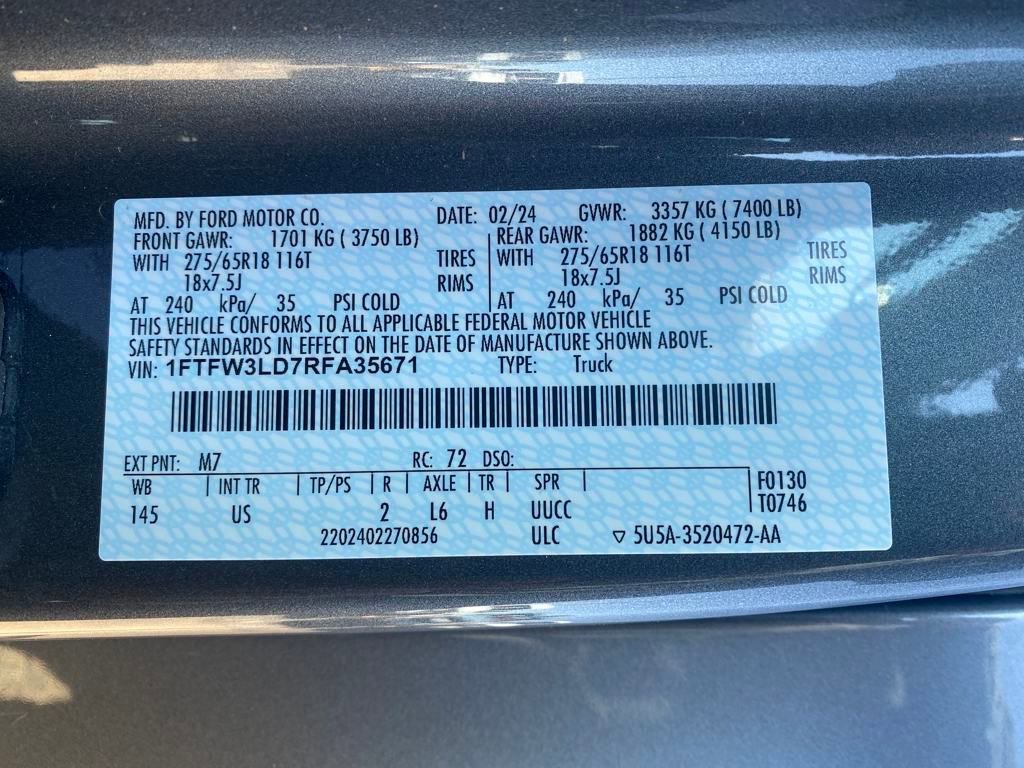 MFD. BY FORD MOTOR CO. DATE: 02/24 GVWR: 3357 KG ( 7400 LB)
FRONT GAWR: 1701 KG ( 3750 LB) REAR GAWR: 1882 KG ( 4150 LB)
WITH 275/65R18 116T TIRES WITH 275/65R18 116T TIRES
18x7.5J RIMS 18x7.5J RIMS
AT 240 kPa/ 35 PSI COLD AT 240 kPa/ 35 PSI COLD
THIS VEHICLE CONFORMS TO ALL APPLICABLE FEDERAL MOTOR VEHICLE
SAFETY STANDARDS IN EFFECT ON THE DATE OF MANUFACTURE SHOWN ABOVE.
VIN: 1FTFW3LD7RFA35671 TYPE: Truck
EXT PNT: M7 RC: 72 DSO:
WB | INT TR | TP/PS | R | AXLE | TR | SPR | F0130
145 US 2 L6 H UUCC T0746
2202402270856 ULC ▽ 5U5A-3520472-AA